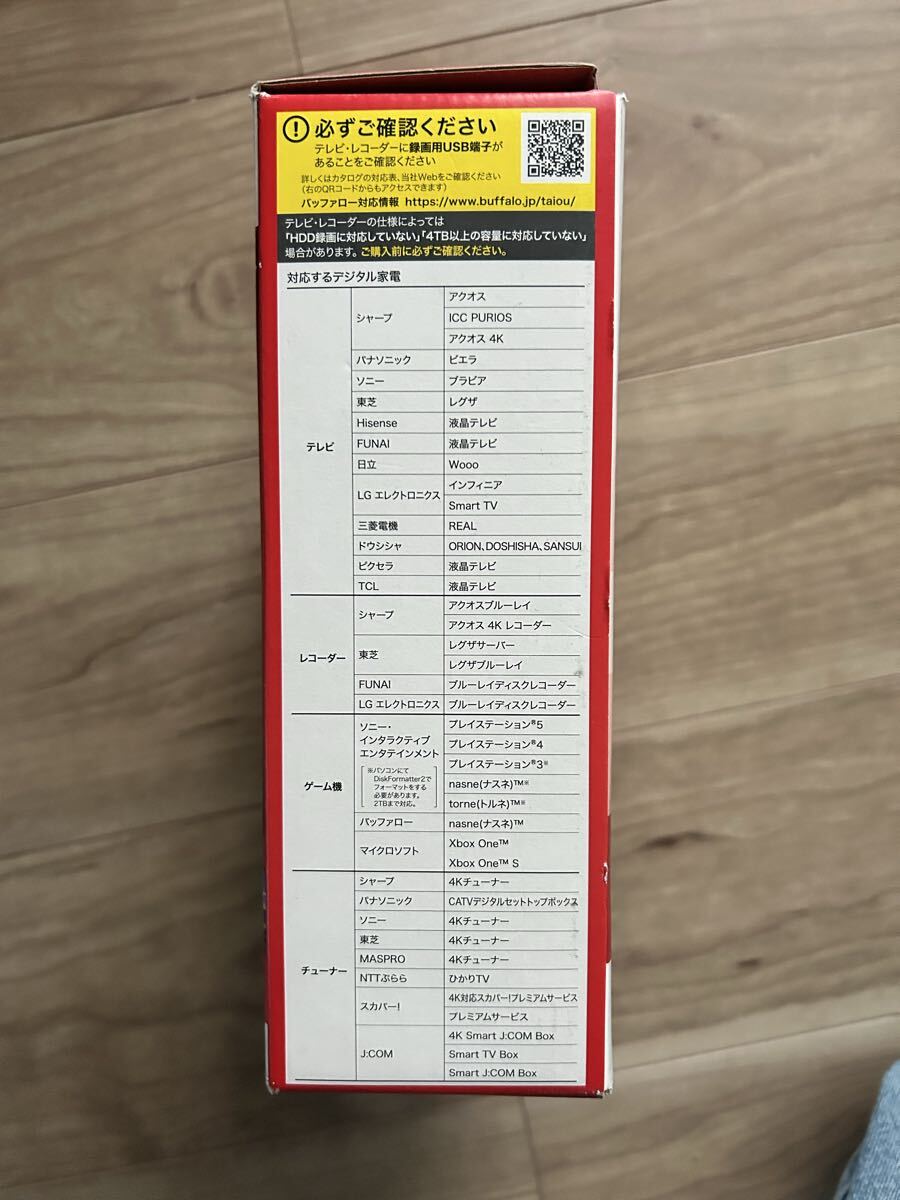 必ずご確認ください
テレビ・レコーダーに録画用USB端子が
あることをご確認ください
詳しくはカタログの対応表、当社Webをご確認ください
(右のQRコードからもアクセスできます)
バッファロー対応情報 https://www.buffalo.jp/taiou/
テレビ・レコーダーの仕様によっては
「HDD録画に対応していない」「4TB以上の容量に対応していない」
場合があります。ご購入前に必ずご確認ください。
対応するデジタル家電
テレビ
シャープ
アクオス
ICC PURIOS
アクオス 4K
パナソニック ビエラ
ソニー ブラビア
東芝 レグザ
Hisense 液晶テレビ
FUNAI 液晶テレビ
日立 Wooo
LG エレクトロニクス
インフィニア
Smart TV
三菱電機 REAL
ドウシシャ ORION、DOSHISHA、SANSUI
ピクセラ 液晶テレビ
TCL 液晶テレビ
レコーダー
シャープ
アクオスブルーレイ
アクオス 4K レコーダー
東芝
レグザサーバー
レグザブルーレイ
FUNAI ブルーレイディスクレコーダー
LG エレクトロニクス ブルーレイディスクレコーダー
ゲーム機
ソニー・
インタラクティブ
エンタテインメント
※パソコンにて
DiskFormatter2で
フォーマットをする
必要があります。
2TBまで対応。
プレイステーション®5
プレイステーション®4
プレイステーション®3※
nasne(ナスネ)™※
torne(トルネ)™※
バッファロー nasne(ナスネ)™
マイクロソフト
Xbox One™
Xbox One™ S
チューナー
シャープ 4Kチューナー
パナソニック CATVデジタルセットトップボックス
ソニー 4Kチューナー
東芝 4Kチューナー
MASPRO 4Kチューナー
NTTぷらら ひかりTV
スカパー!
4K対応スカパー!プレミアムサービス
プレミアムサービス
J:COM
4K Smart J:COM Box
Smart TV Box
Smart J:COM Box